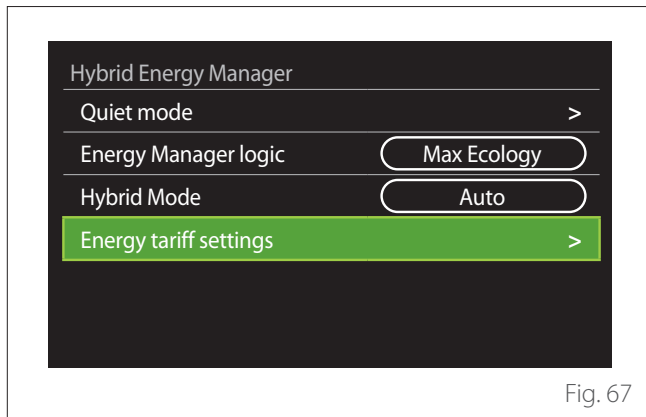 Hybrid Energy Manager
Quiet mode >
Energy Manager logic Max Ecology
Hybrid Mode Auto
Energy tariff settings >
Fig. 67